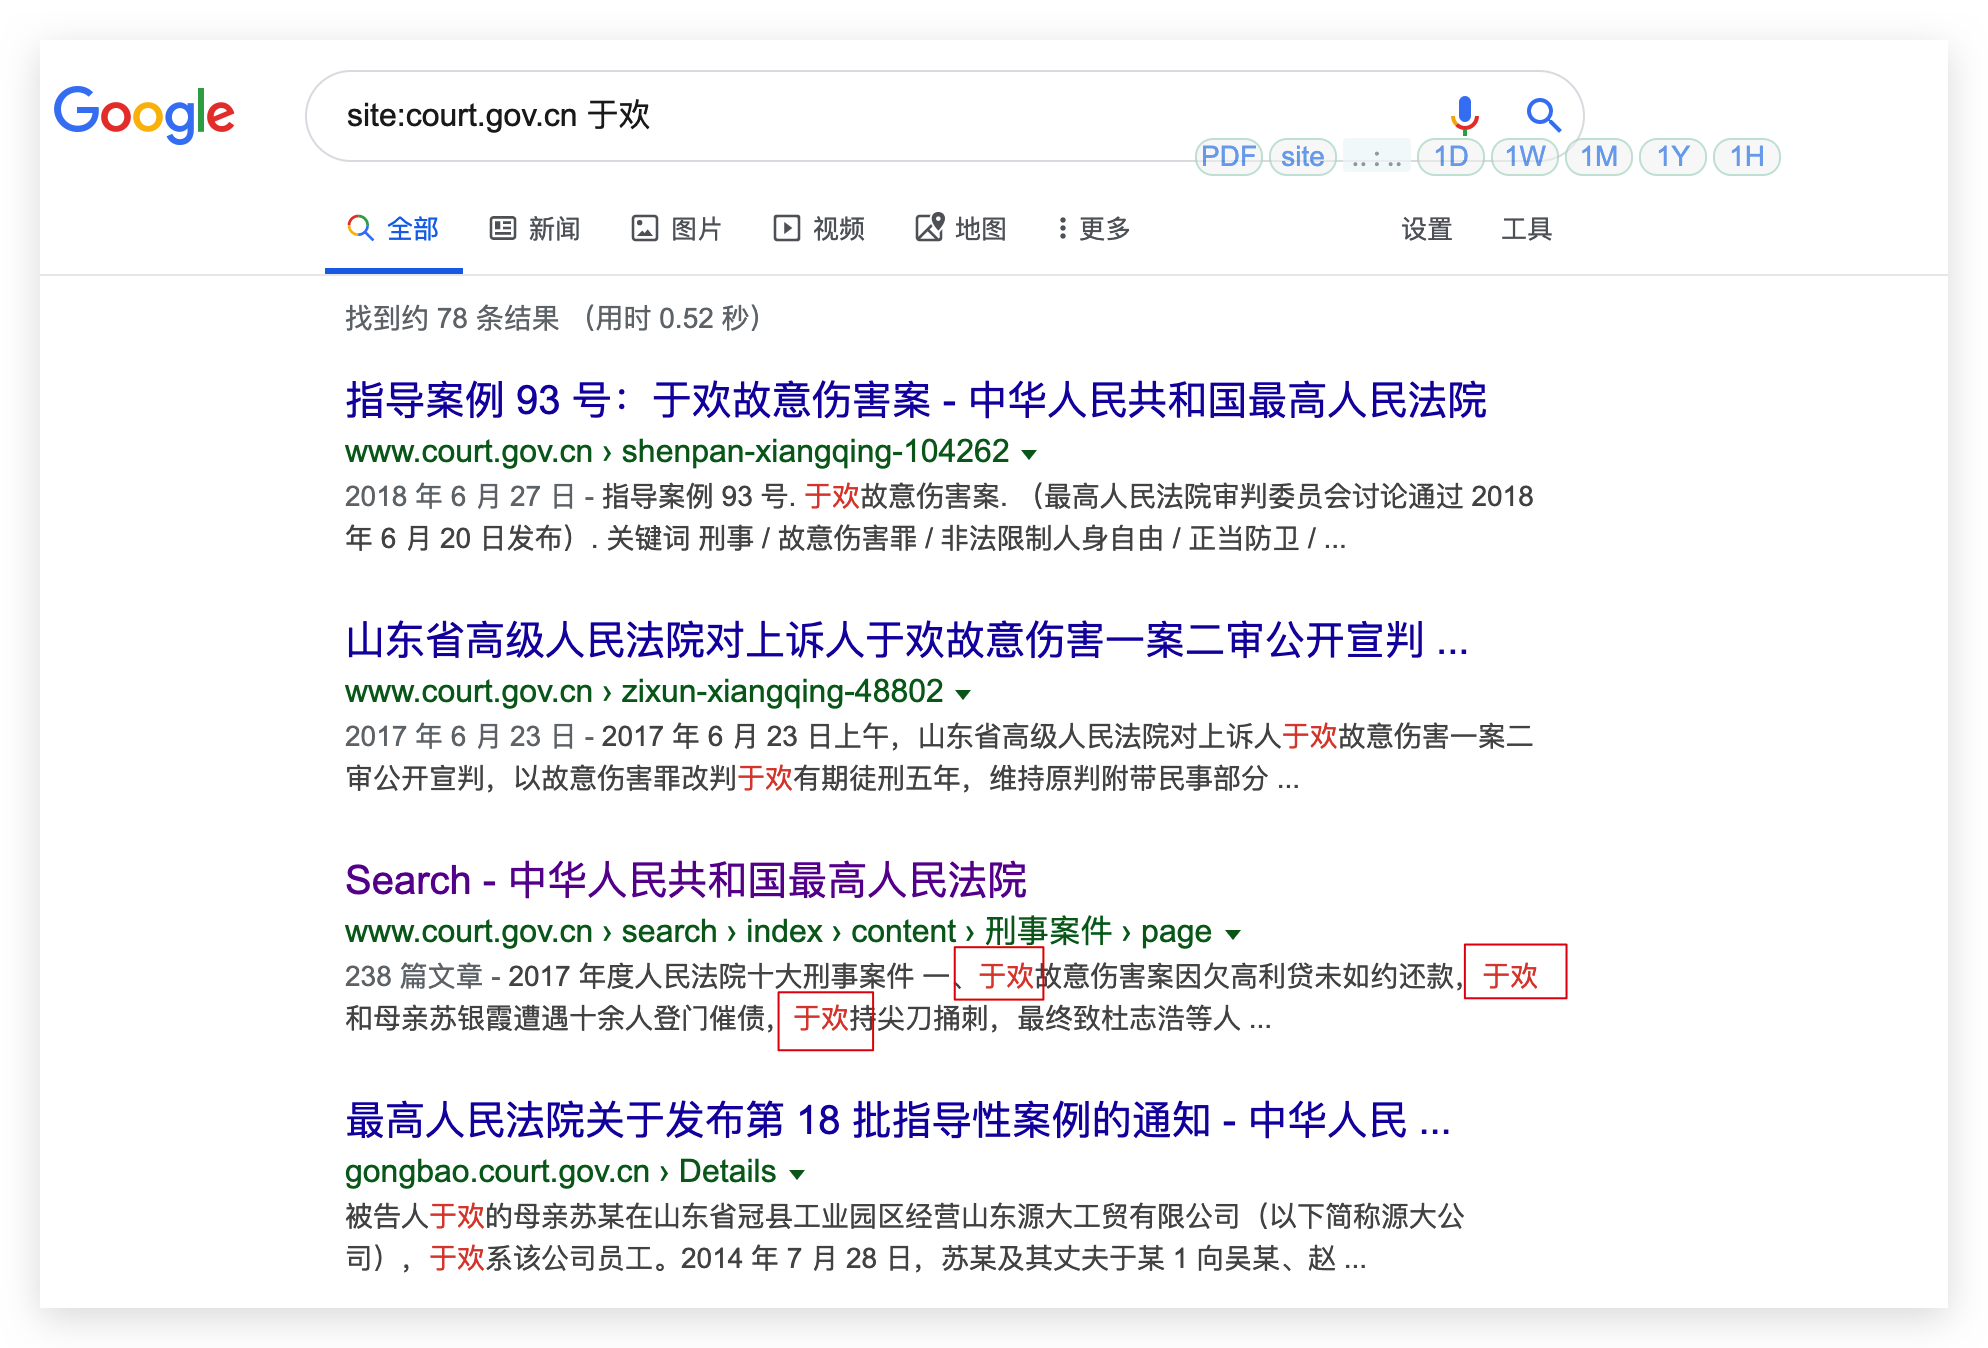 Google
site:court.gov.cn 于欢
PDF site ..:.. 1D 1W 1M 1Y 1H
全部 新闻 图片 视频 地图 更多 设置 工具
找到约 78 条结果 （用时 0.52 秒）
指导案例 93 号：于欢故意伤害案 - 中华人民共和国最高人民法院
www.court.gov.cn › shenpan-xiangqing-104262
2018 年 6 月 27 日 - 指导案例 93 号. 于欢故意伤害案. （最高人民法院审判委员会讨论通过 2018
年 6 月 20 日发布）. 关键词 刑事 / 故意伤害罪 / 非法限制人身自由 / 正当防卫 / ...
山东省高级人民法院对上诉人于欢故意伤害一案二审公开宣判 ...
www.court.gov.cn › zixun-xiangqing-48802
2017 年 6 月 23 日 - 2017 年 6 月 23 日上午，山东省高级人民法院对上诉人于欢故意伤害一案二
审公开宣判，以故意伤害罪改判于欢有期徒刑五年，维持原判附带民事部分 ...
Search - 中华人民共和国最高人民法院
www.court.gov.cn › search › index › content › 刑事案件 › page
238 篇文章 - 2017 年度人民法院十大刑事案件 一、于欢故意伤害案因欠高利贷未如约还款，于欢
和母亲苏银霞遭遇十余人登门催债，于欢持尖刀捅刺，最终致杜志浩等人 ...
最高人民法院关于发布第 18 批指导性案例的通知 - 中华人民 ...
gongbao.court.gov.cn › Details
被告人于欢的母亲苏某在山东省冠县工业园区经营山东源大工贸有限公司（以下简称源大公
司），于欢系该公司员工。2014 年 7 月 28 日，苏某及其丈夫于某 1 向吴某、赵 ...